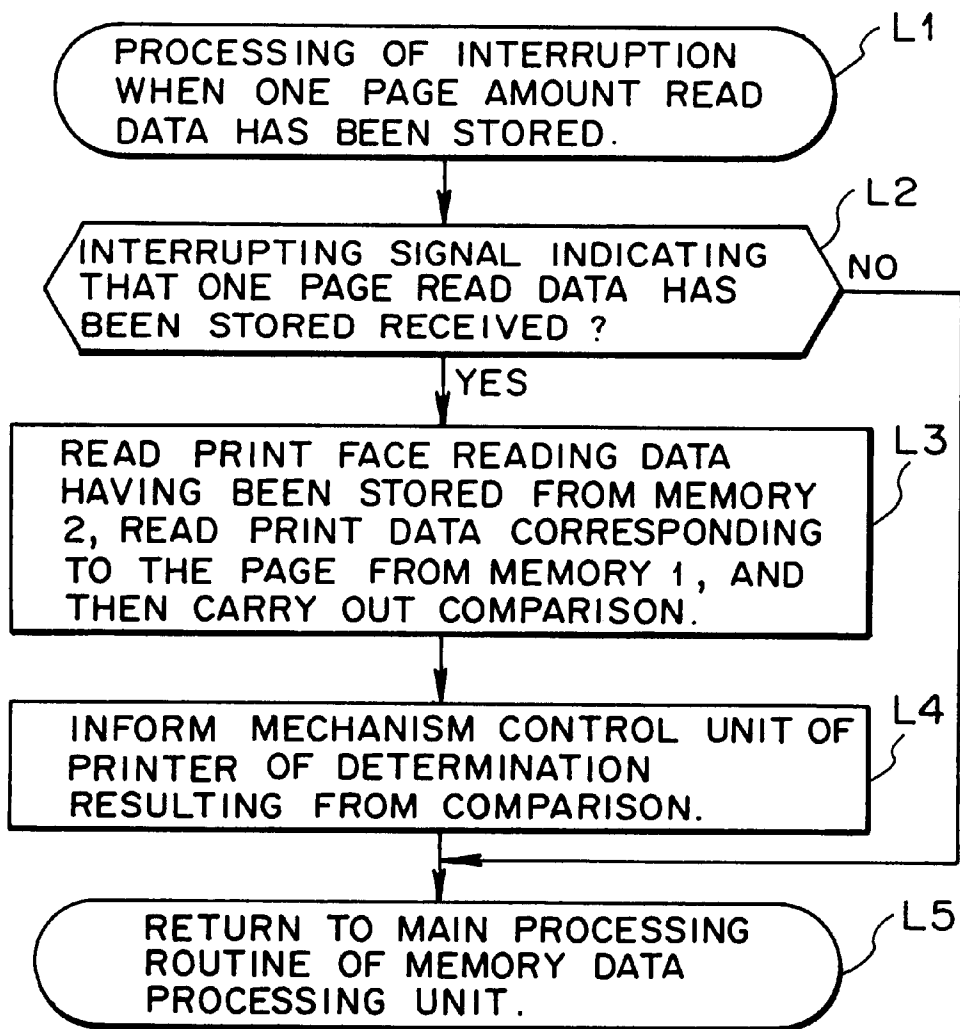 L1
PROCESSING OF INTERRUPTION
WHEN ONE PAGE AMOUNT READ
DATA HAS BEEN STORED.
L2
INTERRUPTING SIGNAL INDICATING
THAT ONE PAGE READ DATA HAS
BEEN STORED RECEIVED ?
NO
YES
L3
READ PRINT FACE READING DATA
HAVING BEEN STORED FROM MEMORY
2, READ PRINT DATA CORRESPONDING
TO THE PAGE FROM MEMORY 1, AND
THEN CARRY OUT COMPARISON.
L4
INFORM MECHANISM CONTROL UNIT OF
PRINTER OF DETERMINATION
RESULTING FROM COMPARISON.
L5
RETURN TO MAIN PROCESSING
ROUTINE OF MEMORY DATA
PROCESSING UNIT.